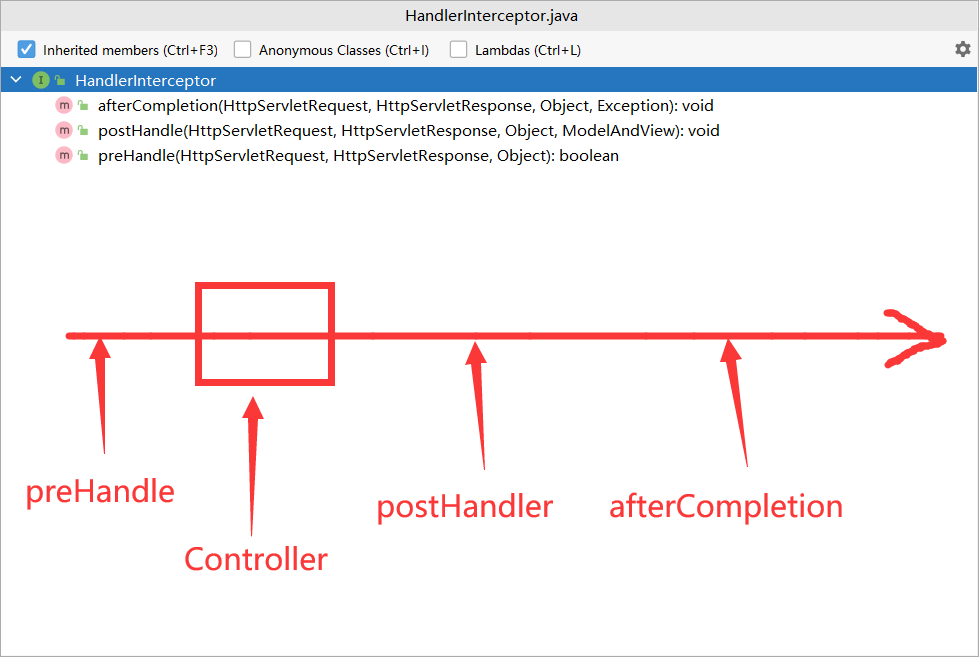 HandlerInterceptor.java
Inherited members (Ctrl+F3) Anonymous Classes (Ctrl+I) Lambdas (Ctrl+L)
I HandlerInterceptor
m afterCompletion(HttpServletRequest, HttpServletResponse, Object, Exception): void
m postHandle(HttpServletRequest, HttpServletResponse, Object, ModelAndView): void
m preHandle(HttpServletRequest, HttpServletResponse, Object): boolean
preHandle
postHandler
afterCompletion
Controller